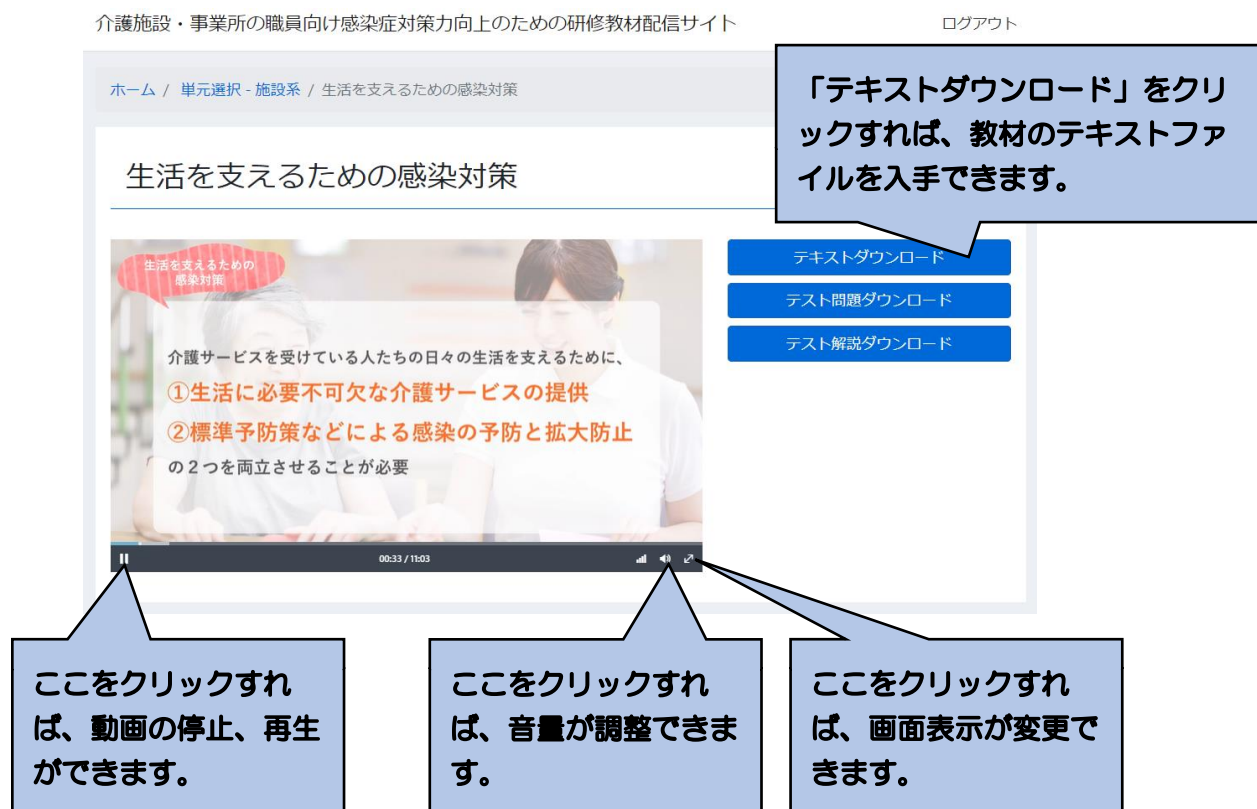 介護施設・事業所の職員向け感染症対策力向上のための研修教材配信サイト
ログアウト
ホーム / 単元選択 - 施設系 / 生活を支えるための感染対策
「テキストダウンロード」をクリ
ックすれば、教材のテキストファ
イルを入手できます。
生活を支えるための感染対策
生活を支えるための
感染対策
介護サービスを受けている人たちの日々の生活を支えるために、
①生活に必要不可欠な介護サービスの提供
②標準予防策などによる感染の予防と拡大防止
の２つを両立させることが必要
00:33 / 11:03
テキストダウンロード
テスト問題ダウンロード
テスト解説ダウンロード
ここをクリックすれ
ば、動画の停止、再生
ができます。
ここをクリックすれ
ば、音量が調整できま
す。
ここをクリックすれ
ば、画面表示が変更で
きます。